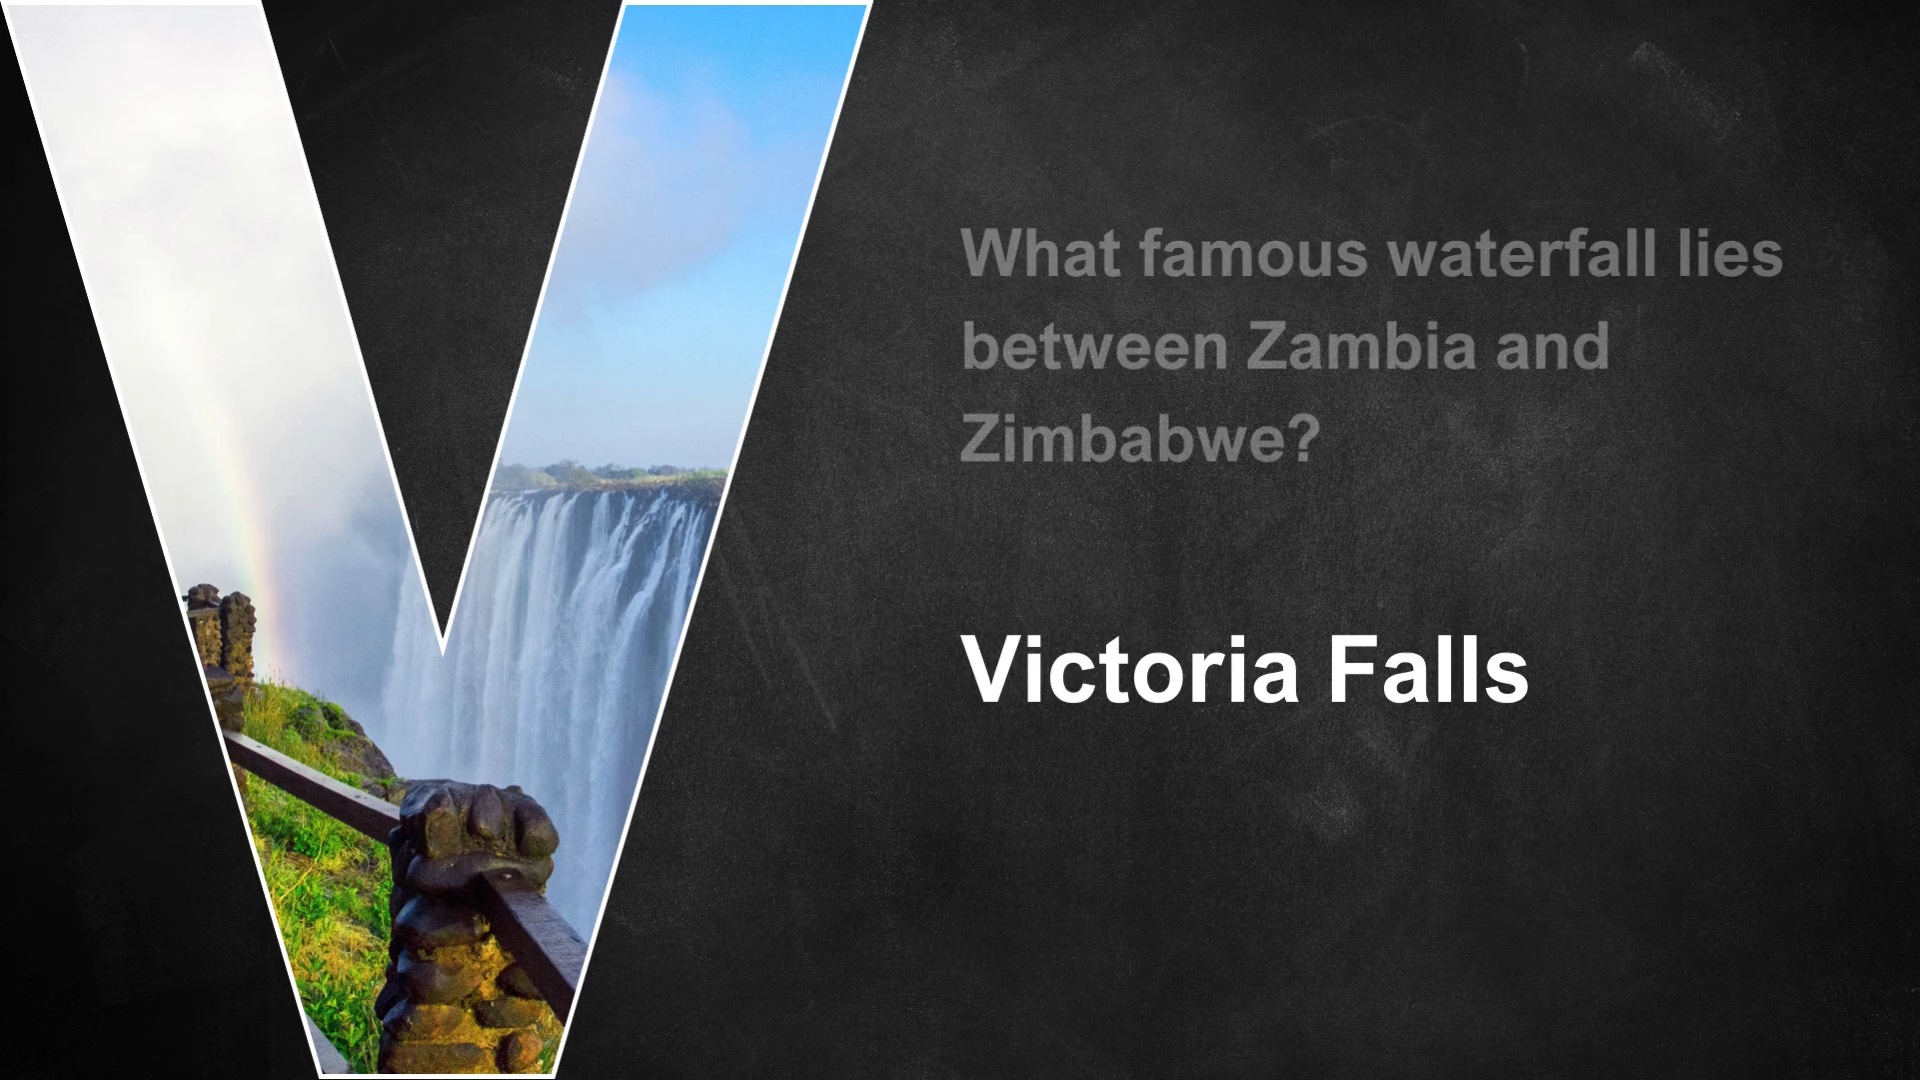 What famous waterfall lies
between Zambia and
Zimbabwe?
Victoria Falls